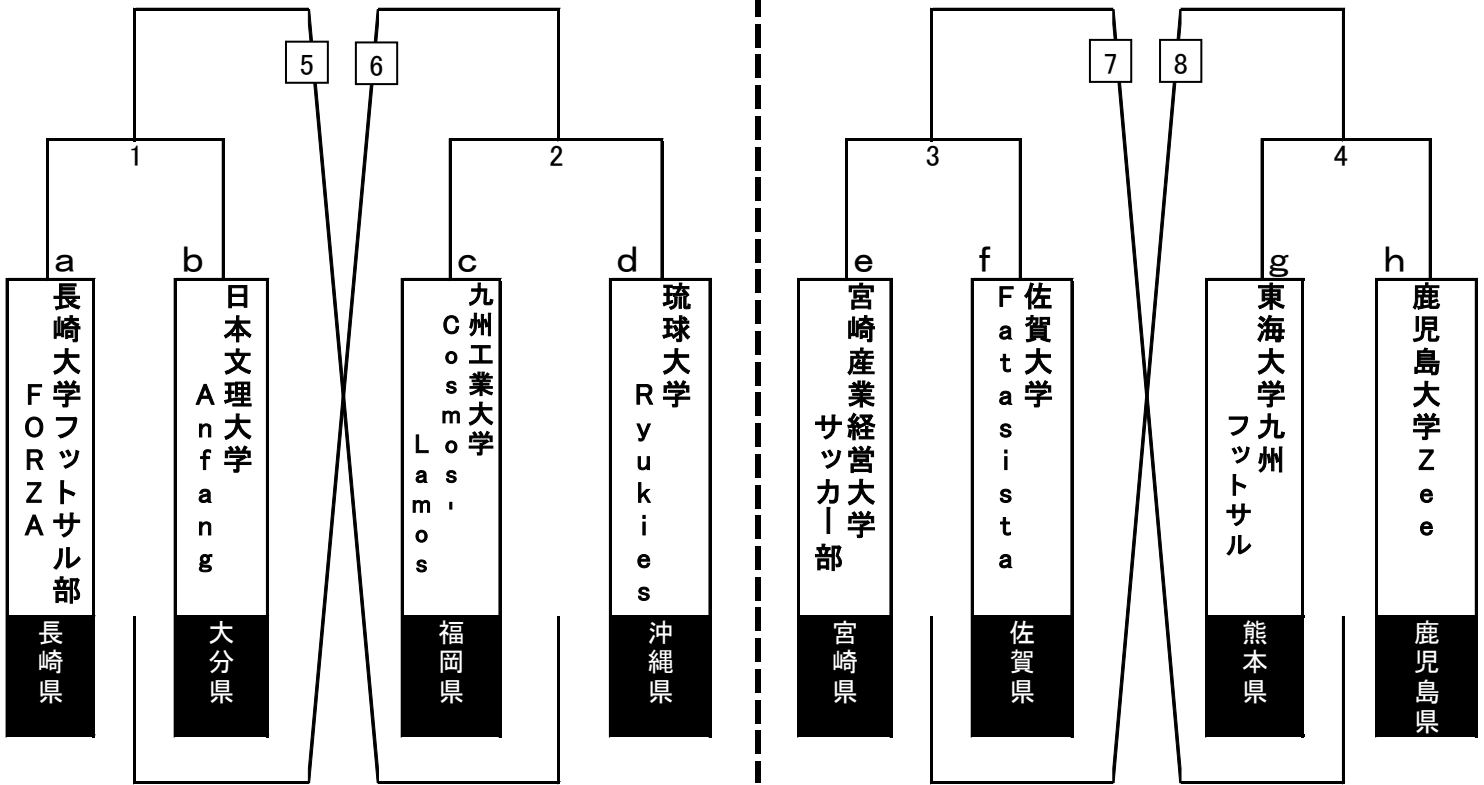 5
6
7
8
1
2
3
4
a
b
c
d
e
f
g
h
長崎大学フットサル部
FORZA
長崎県
日本文理大学
Anfang
大分県
九州工業大学
Cosmos-
Lamos
福岡県
琉球大学
Ryukies
沖縄県
宮崎産業経営大学
サッカー部
宮崎県
佐賀大学
Fatasista
佐賀県
東海大学九州
フットサル
熊本県
鹿児島大学Zee
鹿児島県